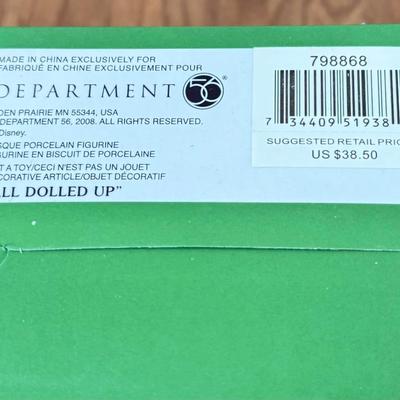 MADE IN CHINA EXCLUSIVELY FOR
FABRIQUÉ EN CHINE EXCLUSIVEMENT POUR
DEPARTMENT 56®
DEN PRAIRIE MN 55344, USA
DEPARTMENT 56, 2008. ALL RIGHTS RESERVED.
Disney.
SQUE PORCELAIN FIGURINE
GURINE EN BISCUIT DE PORCELAINE
T A TOY/CECI N'EST PAS UN JOUET
CORATIVE ARTICLE/OBJET DÉCORATIF
ALL DOLLED UP”
798868
7 34409 51938
SUGGESTED RETAIL PRIC
US $38.50